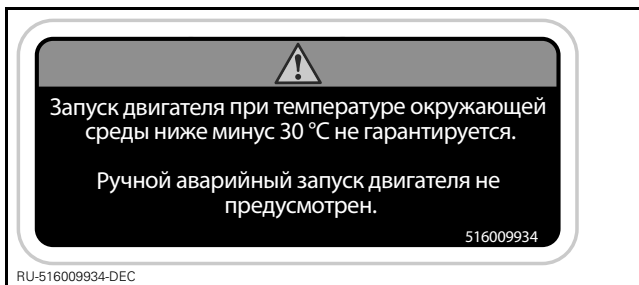 Запуск двигателя при температуре окружающей
среды ниже минус 30 °C не гарантируется.
Ручной аварийный запуск двигателя не
предусмотрен.
516009934
RU-516009934-DEC